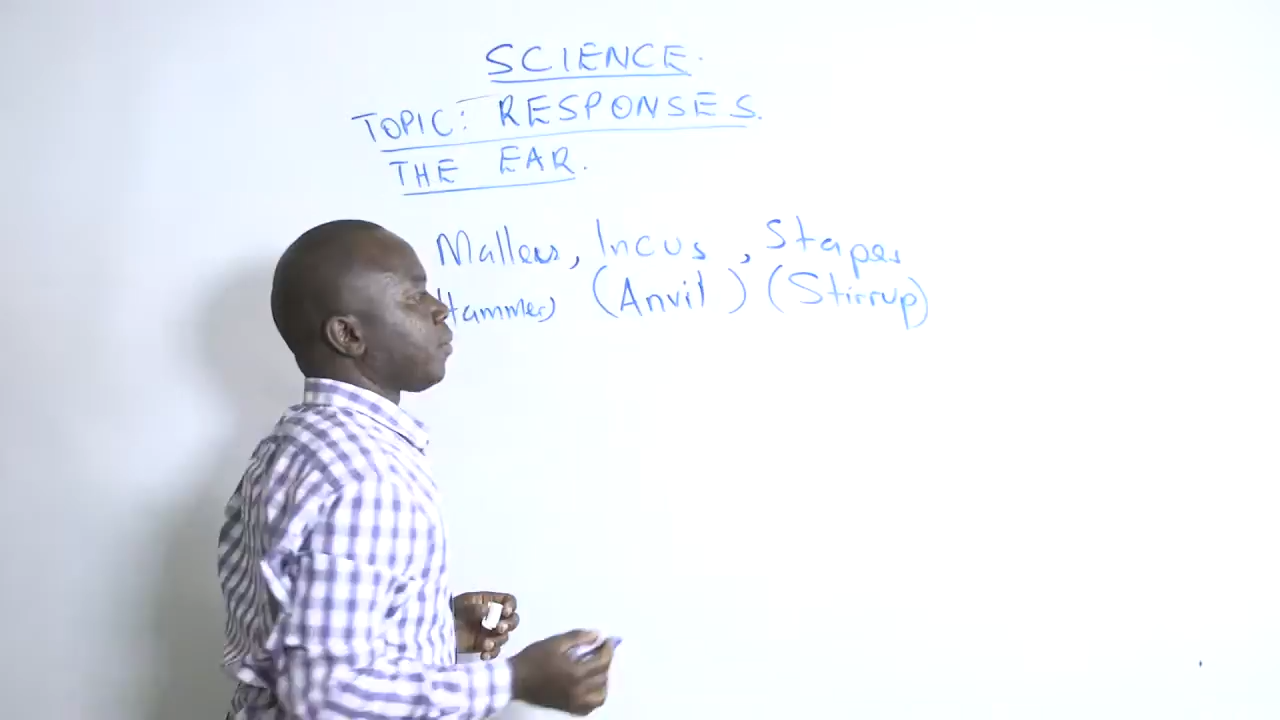 SCIENCE.
TOPIC: RESPONSES.
THE EAR.
Malleus, Incus, Stapes
Hammer) (Anvil) (Stirrup)